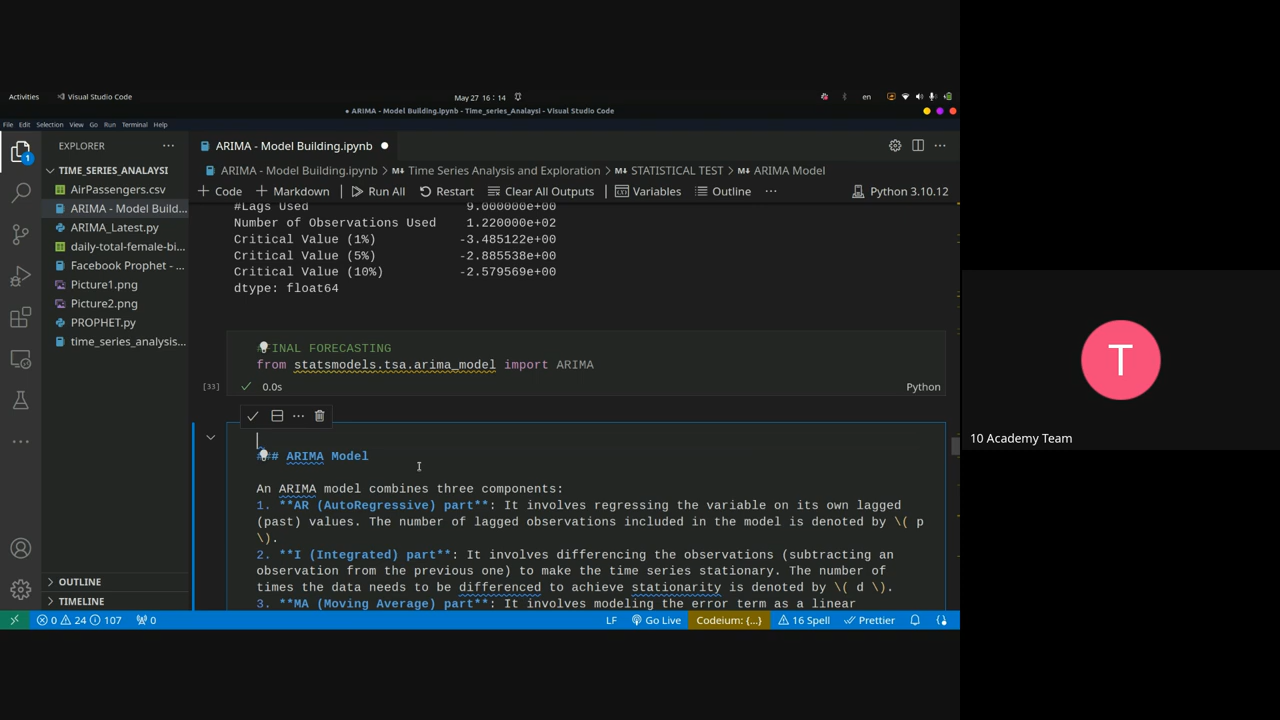 Activities Visual Studio Code May 27 16 : 14 en
ARIMA - Model Building.ipynb - Time_series_Analaysi - Visual Studio Code
File Edit Selection View Go Run Terminal Help
EXPLORER
TIME_SERIES_ANALAYSI
AirPassengers.csv
ARIMA - Model Build...
ARIMA_Latest.py
daily-total-female-bi...
Facebook Prophet - ...
Picture1.png
Picture2.png
PROPHET.py
time_series_analysis...
OUTLINE
TIMELINE
1
ARIMA - Model Building.ipynb
ARIMA - Model Building.ipynb > Time Series Analysis and Exploration > STATISTICAL TEST > ARIMA Model
Code Markdown Run All Restart Clear All Outputs Variables Outline ... Python 3.10.12
#Lags Used 9.000000e+00
Number of Observations Used 1.220000e+02
Critical Value (1%) -3.485122e+00
Critical Value (5%) -2.885538e+00
Critical Value (10%) -2.579569e+00
dtype: float64
INAL FORECASTING
from statsmodels.tsa.arima_model import ARIMA
[33] 0.0s Python
## ARIMA Model
An ARIMA model combines three components:
1. **AR (AutoRegressive) part**: It involves regressing the variable on its own lagged
(past) values. The number of lagged observations included in the model is denoted by \( p
\).
2. **I (Integrated) part**: It involves differencing the observations (subtracting an
observation from the previous one) to make the time series stationary. The number of
times the data needs to be differenced to achieve stationarity is denoted by \( d \).
3. **MA (Moving Average) part**: It involves modeling the error term as a linear
0 24 107 0 LF Go Live Codeium: {...} 16 Spell Prettier
T
10 Academy Team